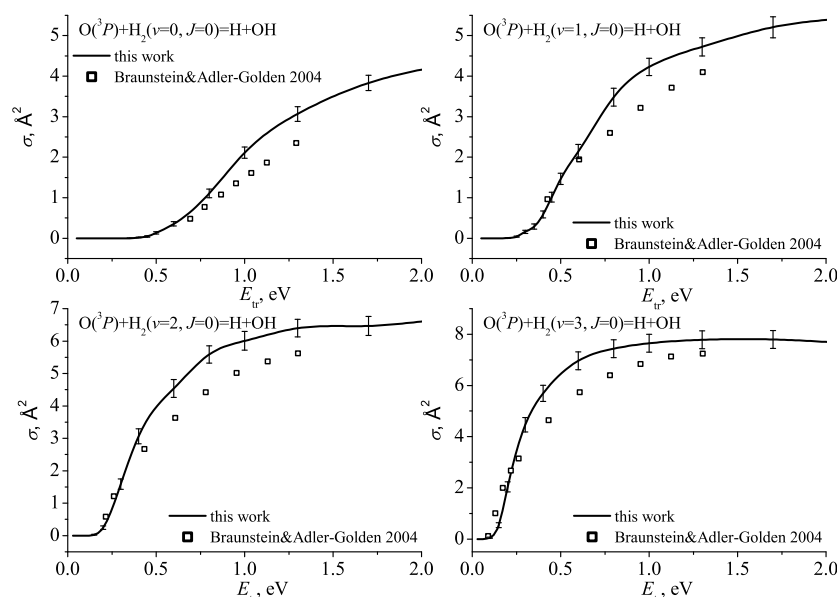 O(³P)+H₂(v=0, J=0)=H+OH
this work
Braunstein&Adler-Golden 2004
σ, Å²
5
4
3
2
1
0
0.0 0.5 1.0 1.5 2.0
Eₜᵣ, eV
O(³P)+H₂(v=1, J=0)=H+OH
σ, Å²
5
4
3
2
1
0
this work
Braunstein&Adler-Golden 2004
0.0 0.5 1.0 1.5 2.0
Eₜᵣ, eV
O(³P)+H₂(v=2, J=0)=H+OH
σ, Å²
7
6
5
4
3
2
1
0
this work
Braunstein&Adler-Golden 2004
0.0 0.5 1.0 1.5 2.0
E, eV
O(³P)+H₂(v=3, J=0)=H+OH
σ, Å²
8
6
4
2
0
this work
Braunstein&Adler-Golden 2004
0.0 0.5 1.0 1.5 2.0
E, eV